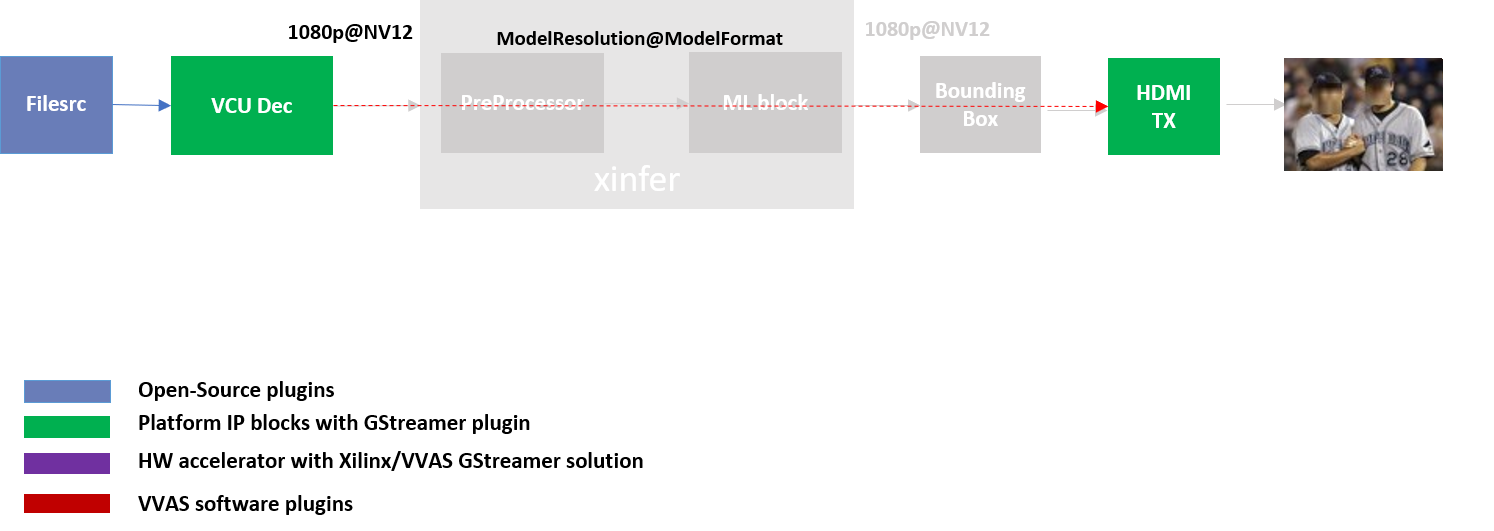 1080p@NV12
ModelResolution@ModelFormat
1080p@NV12
Filesrc
VCU Dec
PreProcessor
ML block
Bounding
Box
HDMI
TX
28
xinfer
Open-Source plugins
Platform IP blocks with GStreamer plugin
HW accelerator with Xilinx/VVAS GStreamer solution
VVAS software plugins